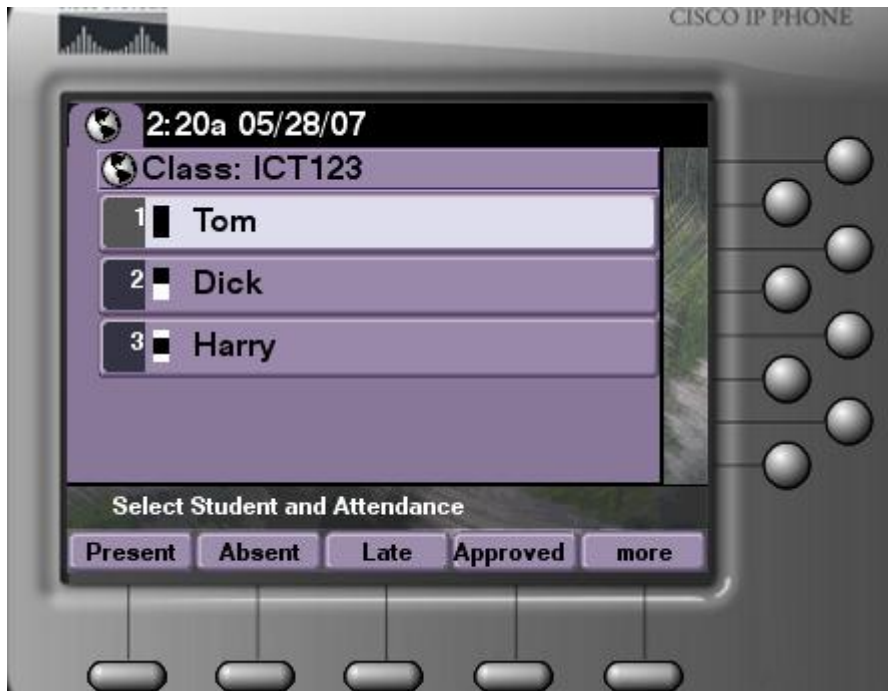 CISCO IP PHONE
2:20a 05/28/07
Class: ICT123
1 Tom
2 Dick
3 Harry
Select Student and Attendance
Present Absent Late Approved more